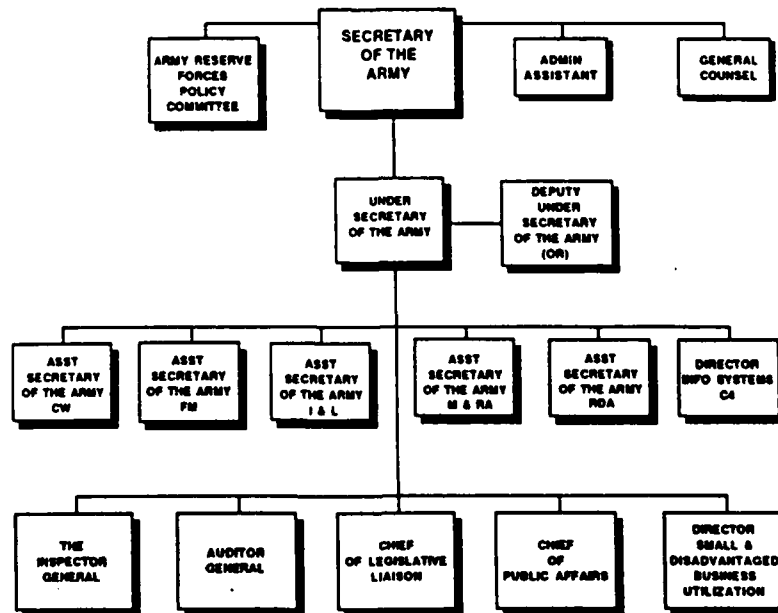 SECRETARY
OF THE
ARMY
ARMY RESERVE
FORCES
POLICY
COMMITTEE
ADMIN
ASSISTANT
GENERAL
COUNSEL
UNDER
SECRETARY
OF THE ARMY
DEPUTY
UNDER
SECRETARY
OF THE ARMY
(OR)
ASST
SECRETARY
OF THE ARMY
CW
ASST
SECRETARY
OF THE ARMY
FM
ASST
SECRETARY
OF THE ARMY
I & L
ASST
SECRETARY
OF THE ARMY
M & RA
ASST
SECRETARY
OF THE ARMY
RDA
DIRECTOR
INFO SYSTEMS
C4
THE
INSPECTOR
GENERAL
AUDITOR
GENERAL
CHIEF
OF LEGISLATIVE
LIAISON
CHIEF
OF
PUBLIC AFFAIRS
DIRECTOR
SMALL &
DISADVANTAGED
BUSINESS
UTILIZATION